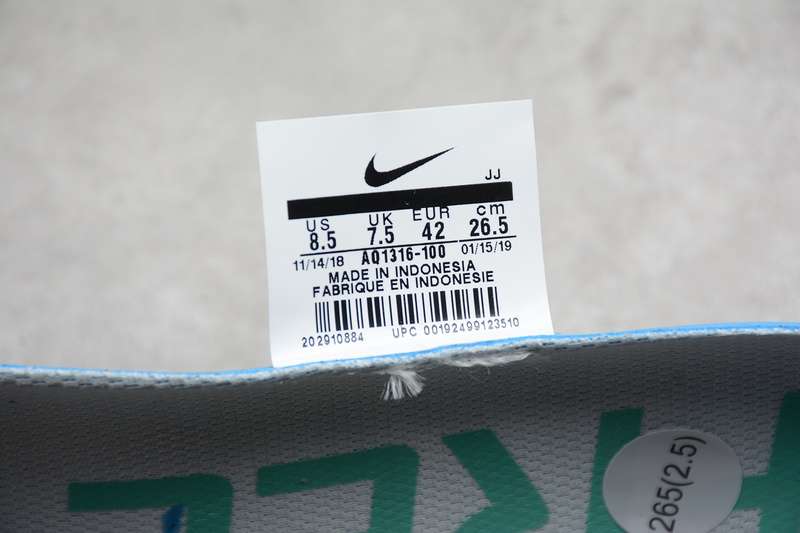 JJ
US UK EUR cm
8.5 7.5 42 26.5
11/14/18 AQ1316-100 01/15/19
MADE IN INDONESIA
FABRIQUE EN INDONESIE
202910884 UPC 00192499123510
265(2.5)